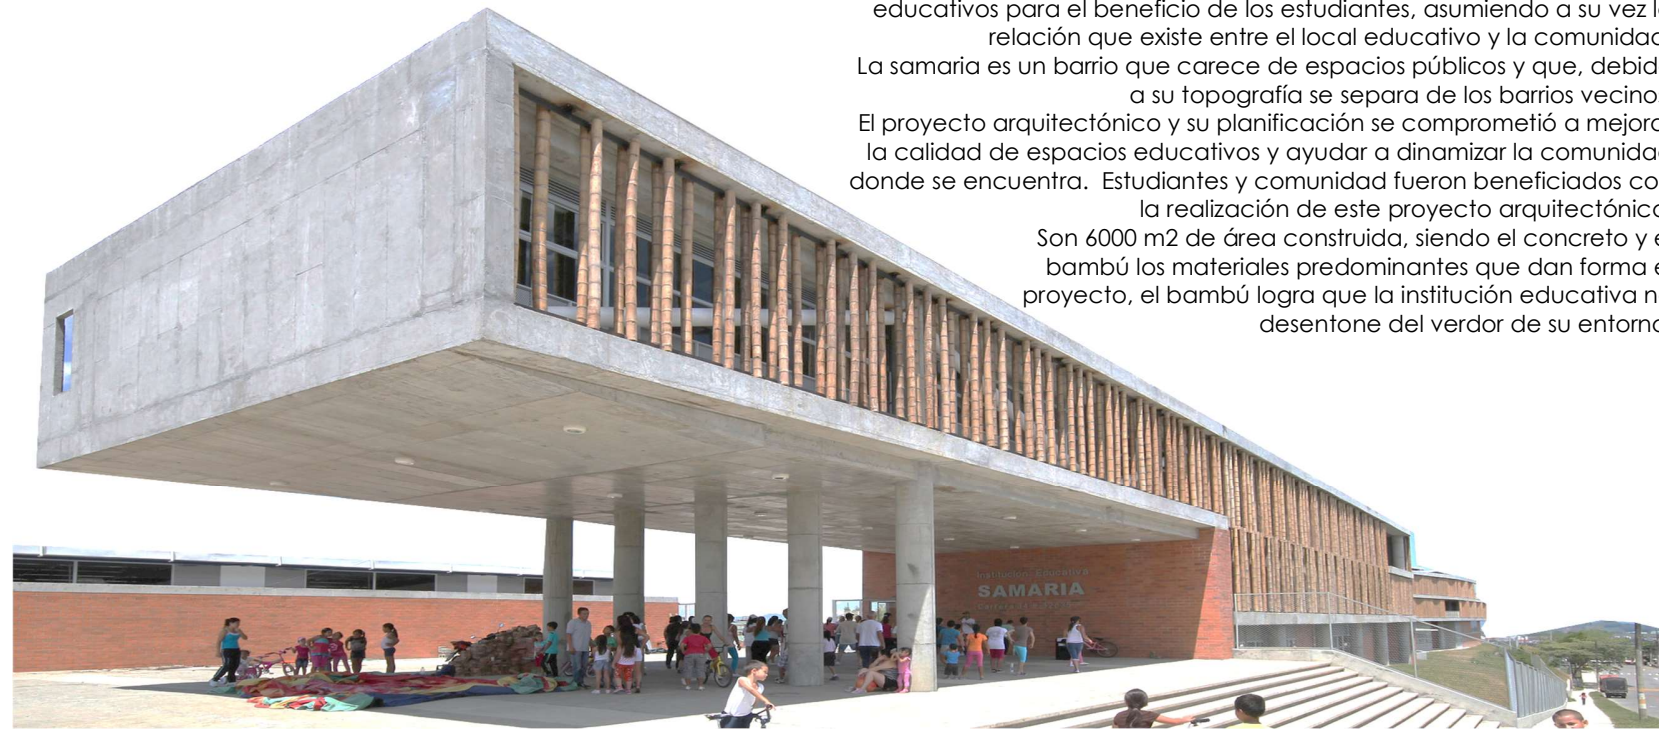 educativos para el beneficio de los estudiantes, asumiendo a su vez l
relación que existe entre el local educativo y la comunidad
La samaria es un barrio que carece de espacios públicos y que, debid
a su topografía se separa de los barrios vecino
El proyecto arquitectónico y su planificación se comprometió a mejora
la calidad de espacios educativos y ayudar a dinamizar la comunidad
donde se encuentra. Estudiantes y comunidad fueron beneficiados co
la realización de este proyecto arquitectónico
Son 6000 m2 de área construida, siendo el concreto y e
bambú los materiales predominantes que dan forma e
proyecto, el bambú logra que la institución educativa n
desentone del verdor de su entorno
Institución Educativa
SAMARIA